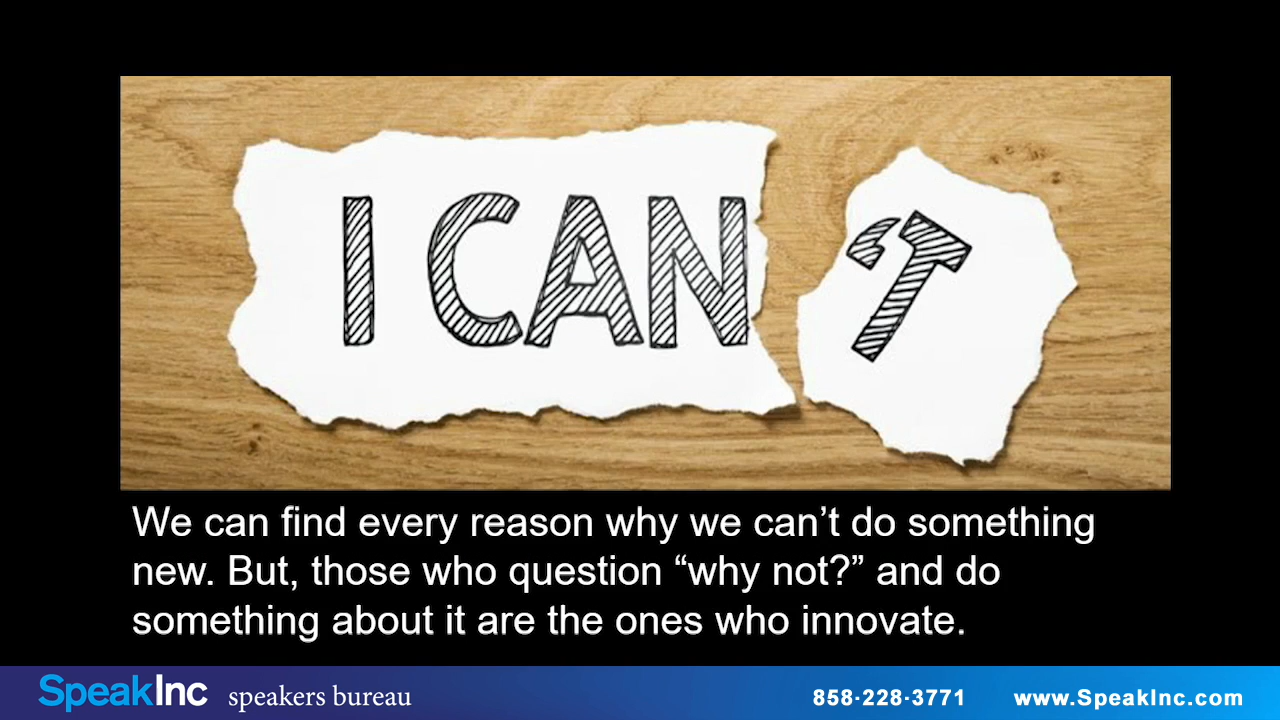 I CAN'T
We can find every reason why we can’t do something
new. But, those who question “why not?” and do
something about it are the ones who innovate.
SpeakInc speakers bureau 858·228·3771 www.SpeakInc.com